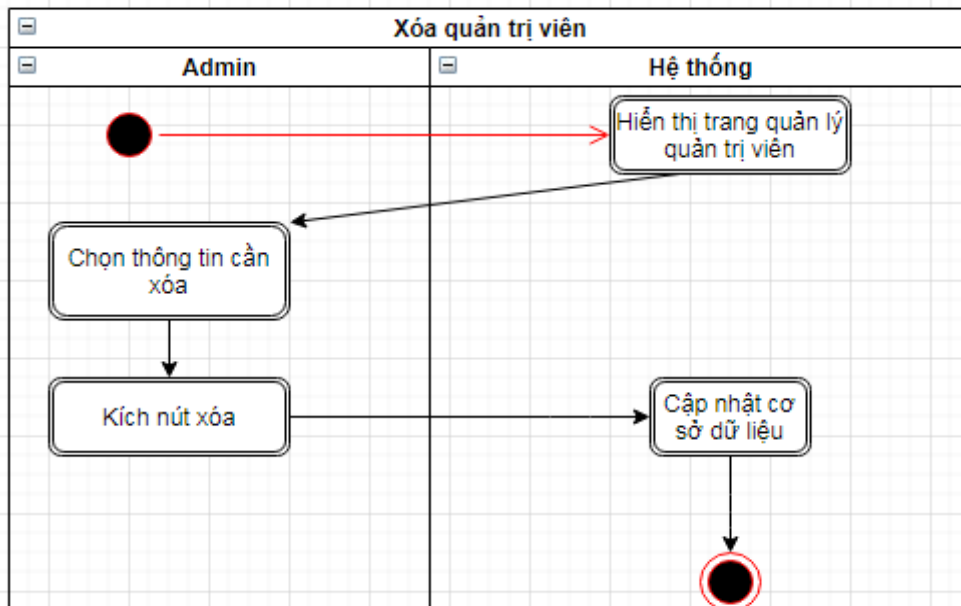 Xóa quản trị viên
Admin
Hệ thống
Hiển thị trang quản lý
quản trị viên
Chọn thông tin cần
xóa
Kích nút xóa
Cập nhật cơ
sở dữ liệu